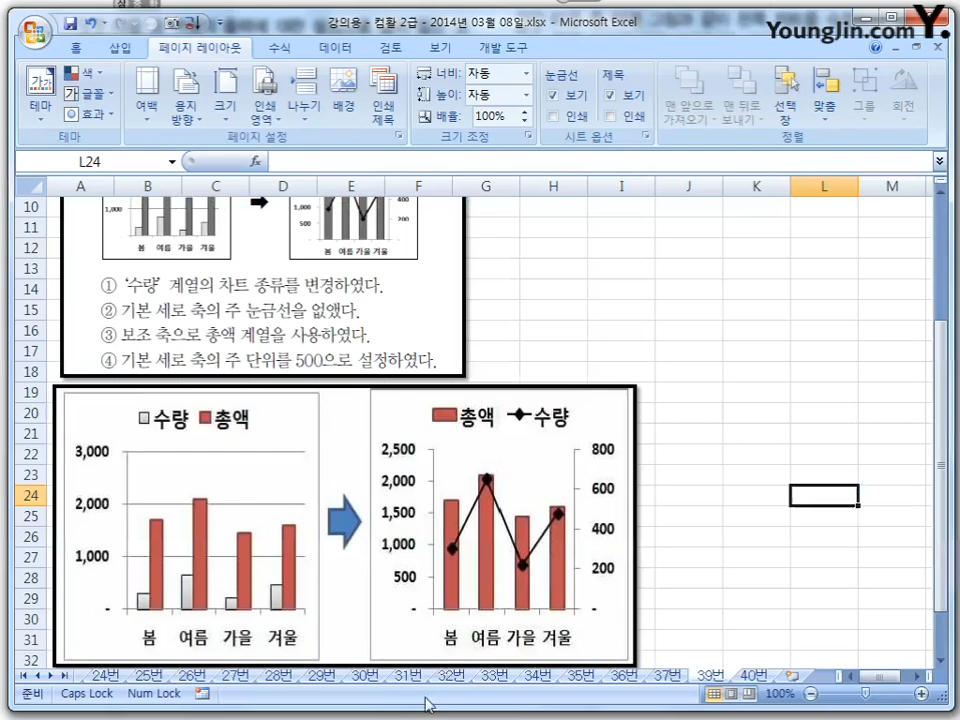 강의용 - 컴활 2급 - 2014년 03월 08일.xlsx - Microsoft Excel
YoungJin.com Y.
홈 삽입 페이지 레이아웃 수식 데이터 검토 보기 개발 도구
테마 색 글꼴 효과 여백 용지 방향 크기 인쇄 영역 나누기 배경 인쇄 제목 너비: 자동 높이: 자동 배율: 100% 눈금선 보기 인쇄 제목 보기 인쇄 맨 앞으로 가져오기 맨 뒤로 보내기 선택 창 맞춤 그룹 회전
테마 페이지 설정 크기 조정 시트 옵션 정렬
L24 fx
A B C D E F G H I J K L M
10
11
12
13
14
15
16
17
18
19
20
21
22
23
24
25
26
27
28
29
30
31
32
1,000 400
1,000
500 200
봄 여름 가을 겨울 봄 여름 가을 겨울
① ‘수량’ 계열의 차트 종류를 변경하였다.
② 기본 세로 축의 주 눈금선을 없앴다.
③ 보조 축으로 총액 계열을 사용하였다.
④ 기본 세로 축의 주 단위를 500으로 설정하였다.
수량 총액
3,000
2,000
1,000
-
봄 여름 가을 겨울
총액 수량
2,500 800
2,000 600
1,500 400
1,000 200
500
- -
봄 여름 가을 겨울
24번 25번 26번 27번 28번 29번 30번 31번 32번 33번 34번 35번 36번 37번 39번 40번
준비 Caps Lock Num Lock 100%